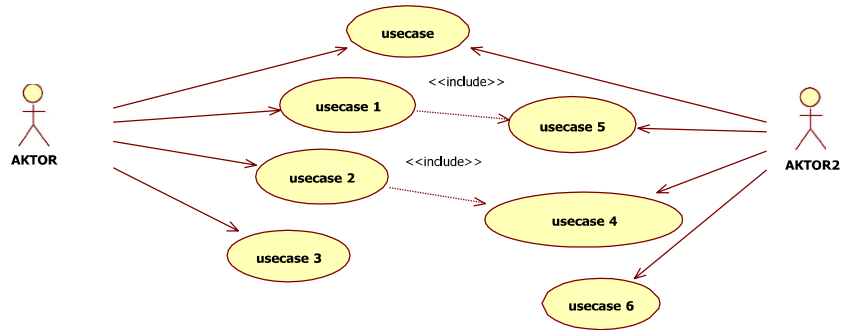 usecase
<<include>>
usecase 1
usecase 5
AKTOR
AKTOR2
<<include>>
usecase 2
usecase 4
usecase 3
usecase 6